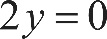 2y = 0